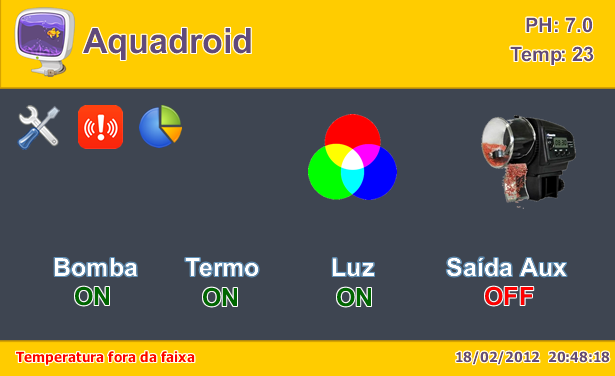 Aquadroid
PH: 7.0
Temp: 23
Bomba Termo Luz Saída Aux
ON ON ON OFF
Temperatura fora da faixa 18/02/2012 20:48:18